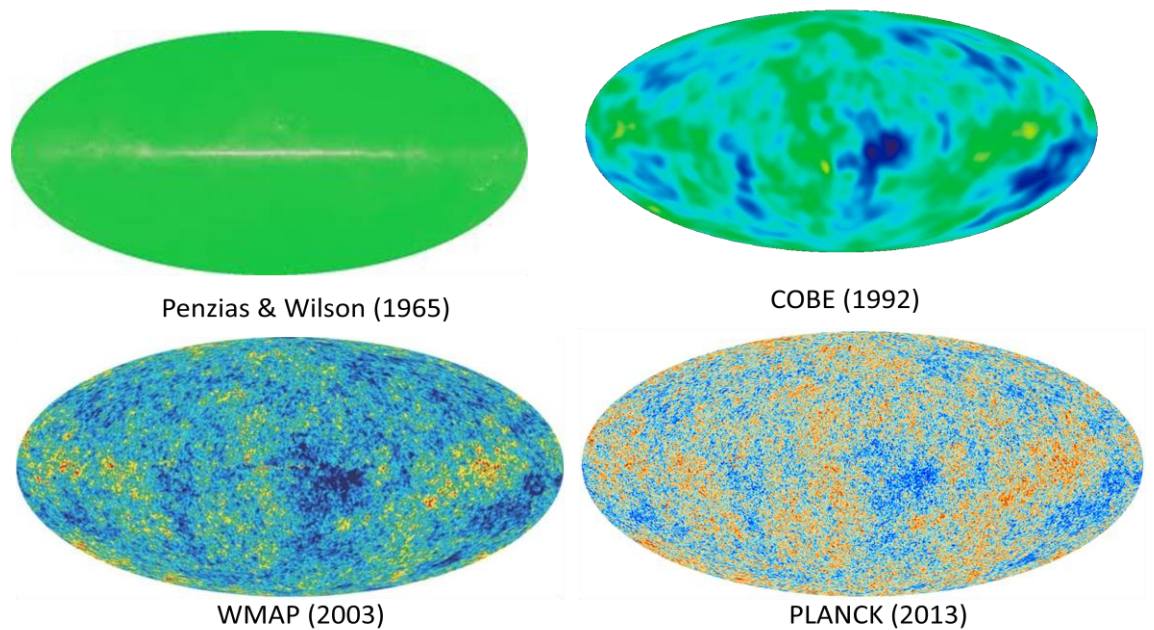 Penzias & Wilson (1965)
COBE (1992)
WMAP (2003)
PLANCK (2013)